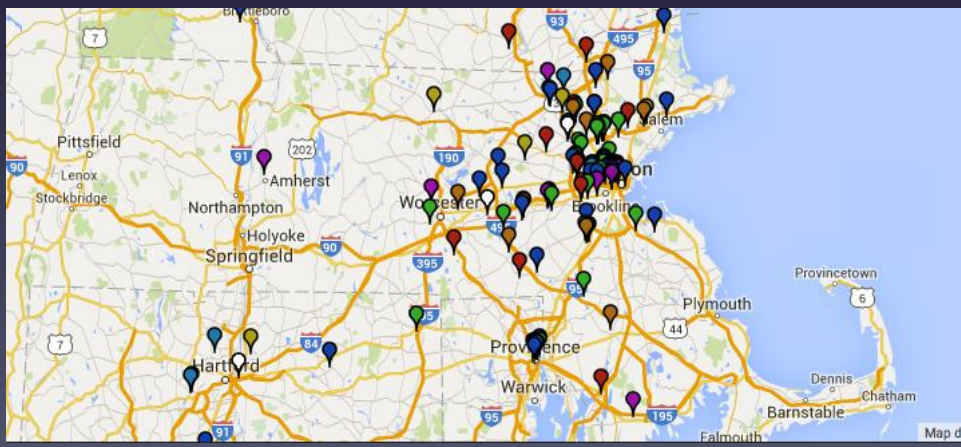 Brattleboro
7
93
495
95
Salem
Pittsfield
91
202
190
90
Lenox
Amherst
Stockbridge
Northampton
Worcester
Brookline
Holyoke
90
Springfield
395
95
Provincetown
6
Plymouth
44
7
84
Providence
Hartford
Warwick
Dennis
Chatham
Barnstable
91
95
195
Falmouth
Map d